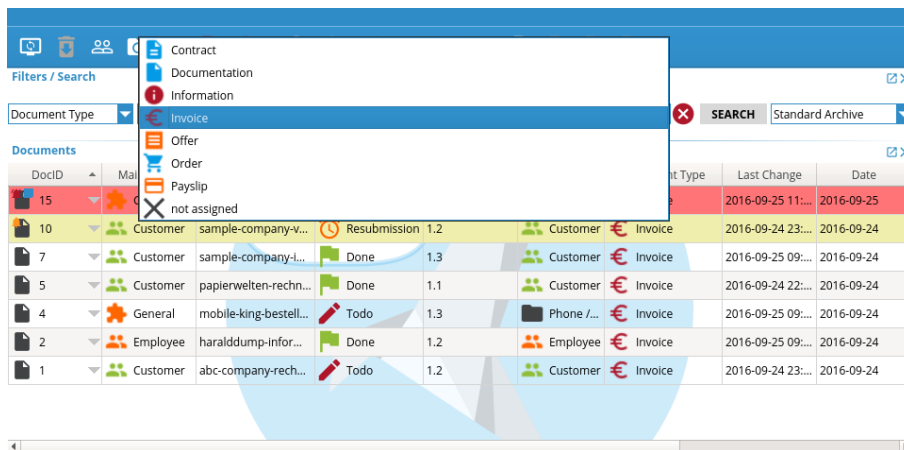 Contract
Documentation
Filters / Search
Information
Document Type
Invoice
SEARCH
Standard Archive
Offer
Documents
Order
DocID Mai t Type Last Change Date
Payslip
15 2016-09-25 11:... 2016-09-25
not assigned
10 Customer sample-company-v... Resubmission 1.2 Customer Invoice 2016-09-24 23:... 2016-09-24
7 Customer sample-company-i... Done 1.3 Customer Invoice 2016-09-25 09:... 2016-09-24
5 Customer papierwelten-rechn... Done 1.1 Customer Invoice 2016-09-24 22:... 2016-09-24
4 General mobile-king-bestell... Todo 1.3 Phone /... Invoice 2016-09-25 09:... 2016-09-24
2 Employee haralddump-infor... Done 1.2 Employee Invoice 2016-09-25 09:... 2016-09-24
1 Customer abc-company-rech... Todo 1.2 Customer Invoice 2016-09-24 23:... 2016-09-24